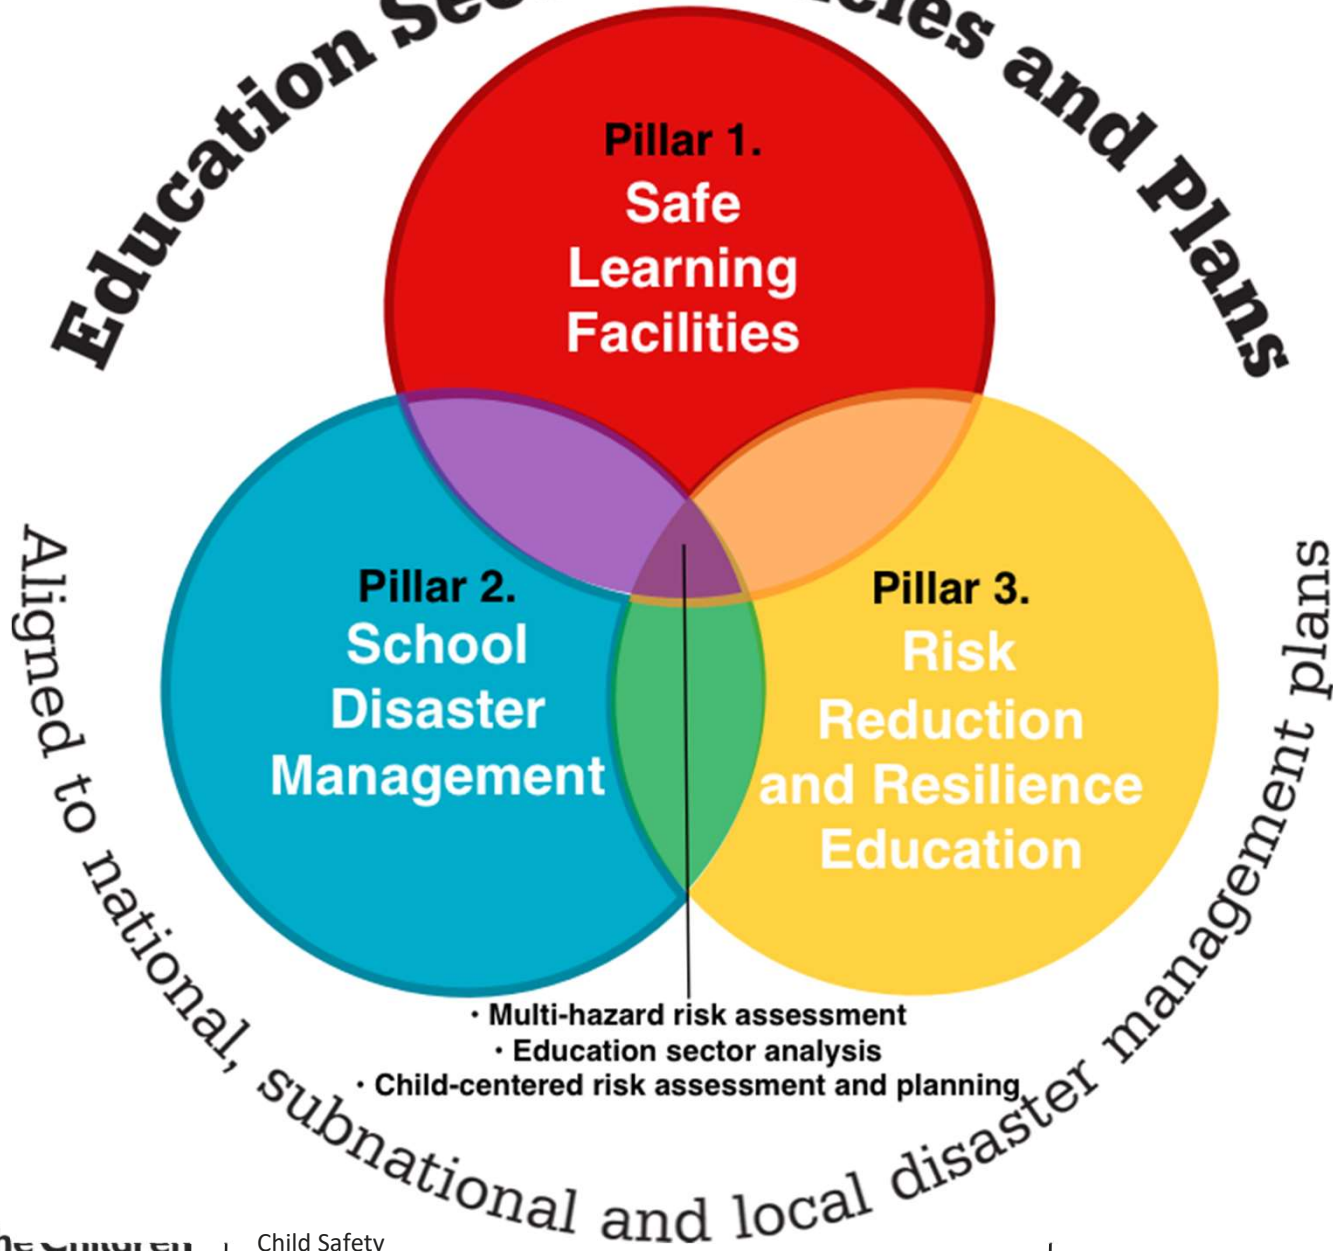 Education
and Plans
Pillar 1.
Safe
Learning
Facilities
Pillar 2.
School
Disaster
Management
Pillar 3.
Risk
Reduction
and Resilience
Education
· Multi-hazard risk assessment
· Education sector analysis
· Child-centered risk assessment and planning
Aligned to national, subnational and local disaster management plans
Child Safety